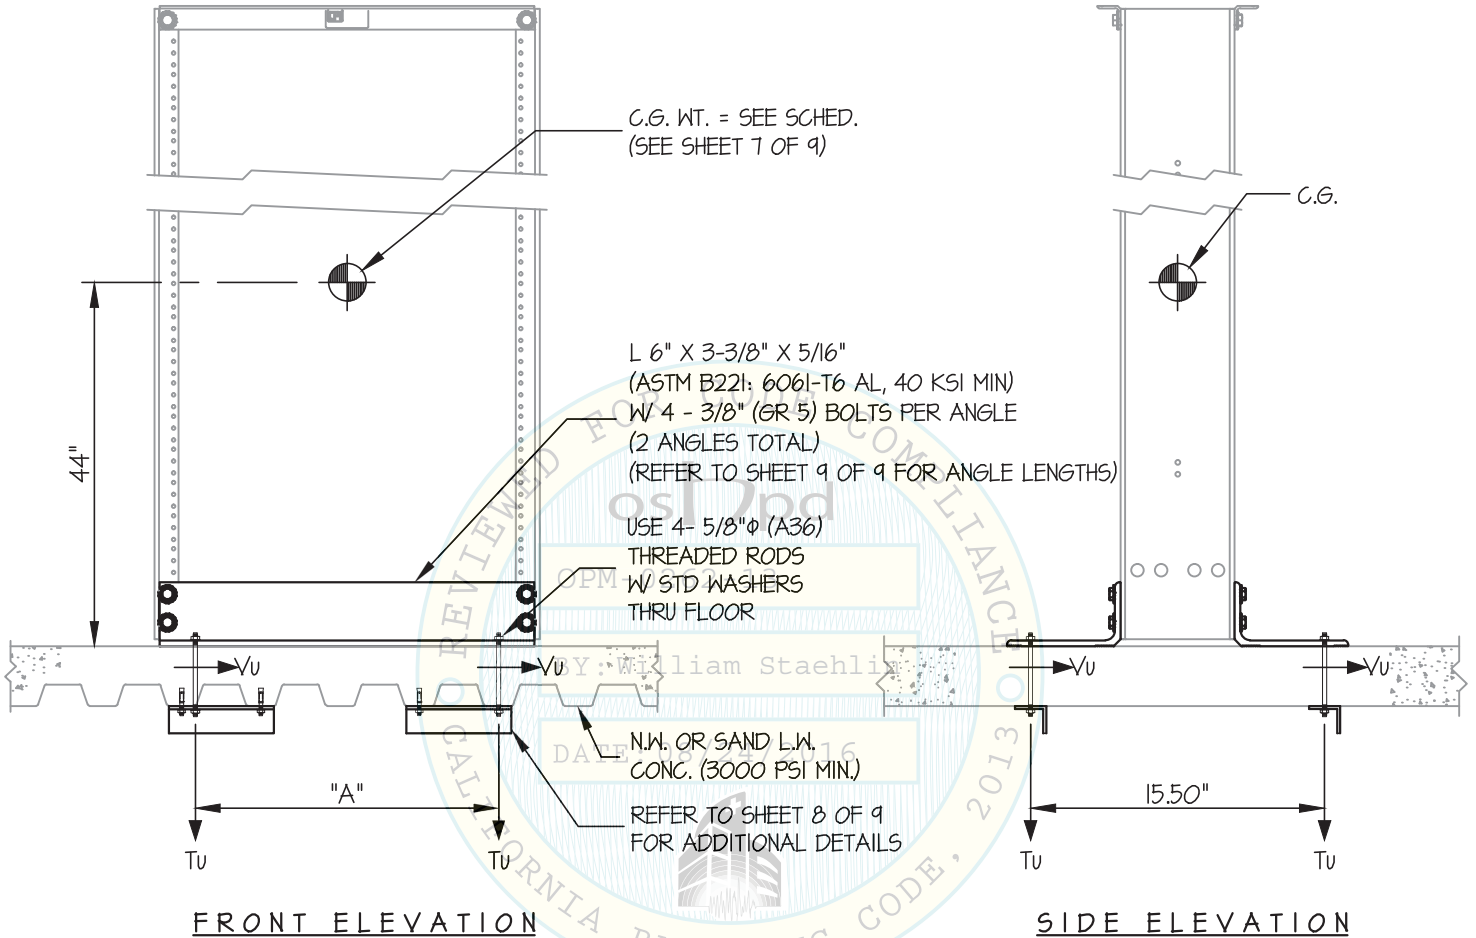 C.G. WT. = SEE SCHED.
(SEE SHEET 7 OF 9)
C.G.
44"
L 6" X 3-3/8" X 5/16"
(ASTM B221: 6061-T6 AL, 40 KSI MIN)
W/ 4 - 3/8" (GR 5) BOLTS PER ANGLE
(2 ANGLES TOTAL)
(REFER TO SHEET 9 OF 9 FOR ANGLE LENGTHS)
USE 4- 5/8"Φ (A36)
THREADED RODS
W/ STD WASHERS
THRU FLOOR
Vu
Vu
Vu
Vu
N.W. OR SAND L.W.
CONC. (3000 PSI MIN.)
REFER TO SHEET 8 OF 9
FOR ADDITIONAL DETAILS
"A"
15.50"
Tu
Tu
Tu
Tu
FRONT ELEVATION
SIDE ELEVATION
REVIEWED FOR CODE COMPLIANCE
oshpd
BY: William Staehlin
DATE: 08/24/2016
CALIFORNIA BUILDING CODE, 2013